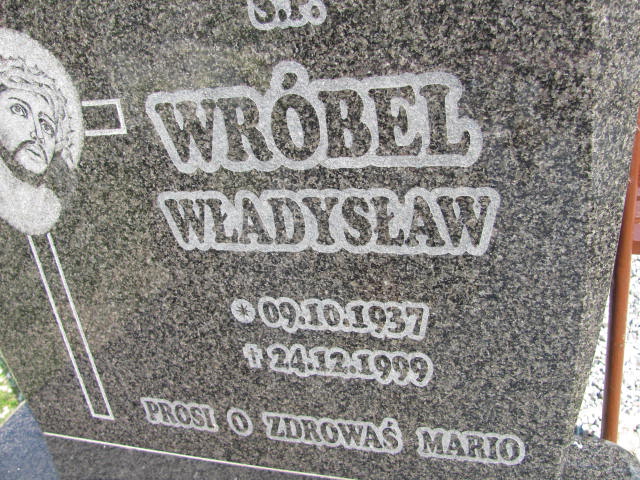 Ś.P.
WRÓBEL
WŁADYSŁAW
* 09.10.1937
† 24.12.1999
PROSI O ZDROWAŚ MARIO